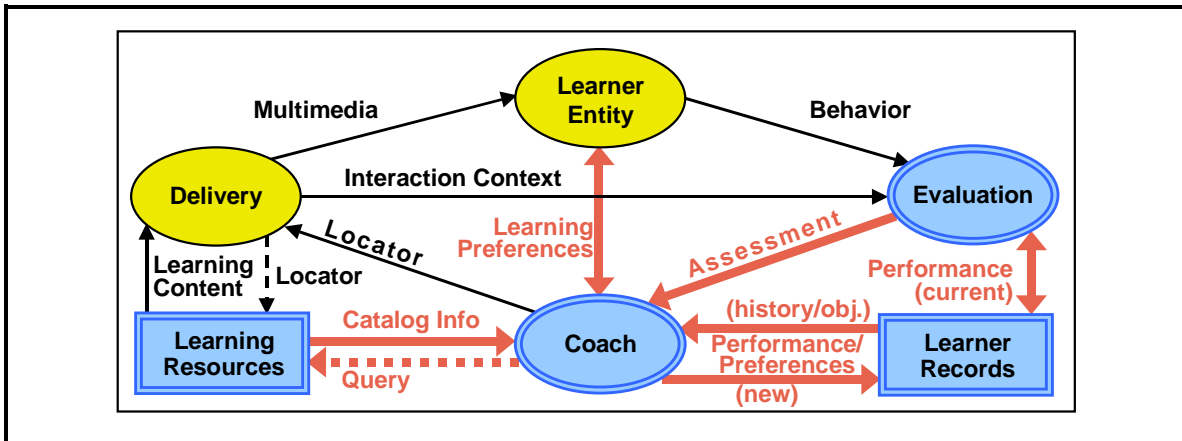 Learner
Entity
Multimedia
Behavior
Delivery
Interaction Context
Evaluation
Learning
Preferences
Locator
Assessment
Learning
Content
Locator
Performance
(current)
Learning
Resources
Catalog Info
Query
Coach
(history/obj.)
Performance/
Preferences
(new)
Learner
Records